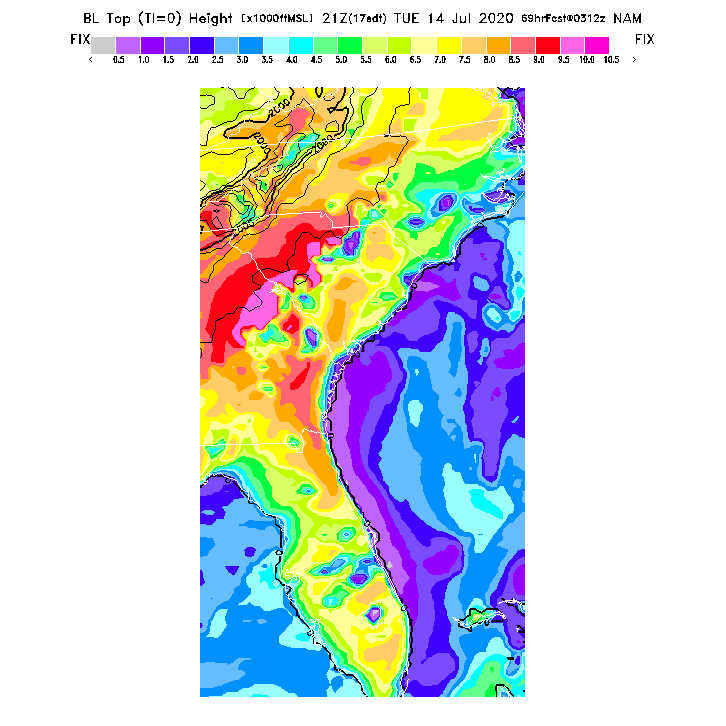 BL Top (TI=0) Height [x1000ftMSL] 21Z(17edt) TUE 14 Jul 2020 69hrFcst@0312z NAM
FIX FIX
< 0.5 1.0 1.5 2.0 2.5 3.0 3.5 4.0 4.5 5.0 5.5 6.0 6.5 7.0 7.5 8.0 8.5 9.0 9.5 10.0 10.5 >
2000
2000
2000